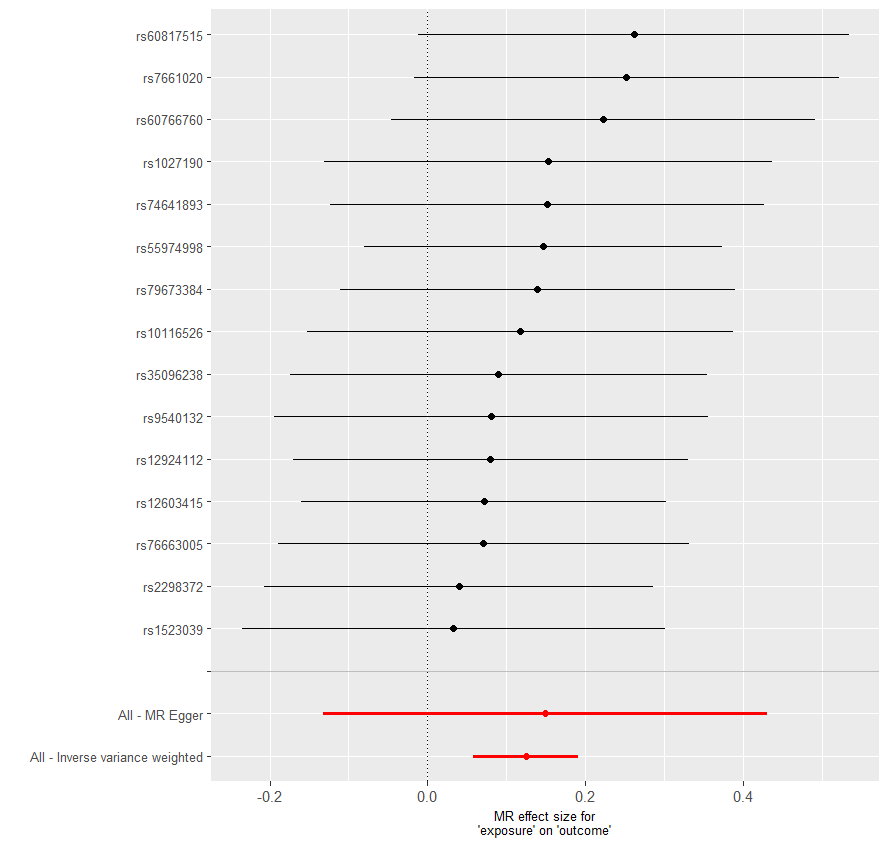 rs60817515
rs7661020
rs60766760
rs1027190
rs74641893
rs55974998
rs79673384
rs10116526
rs35096238
rs9540132
rs12924112
rs12603415
rs76663005
rs2298372
rs1523039
All - MR Egger
All - Inverse variance weighted
-0.2 0.0 0.2 0.4
MR effect size for
'exposure' on 'outcome'